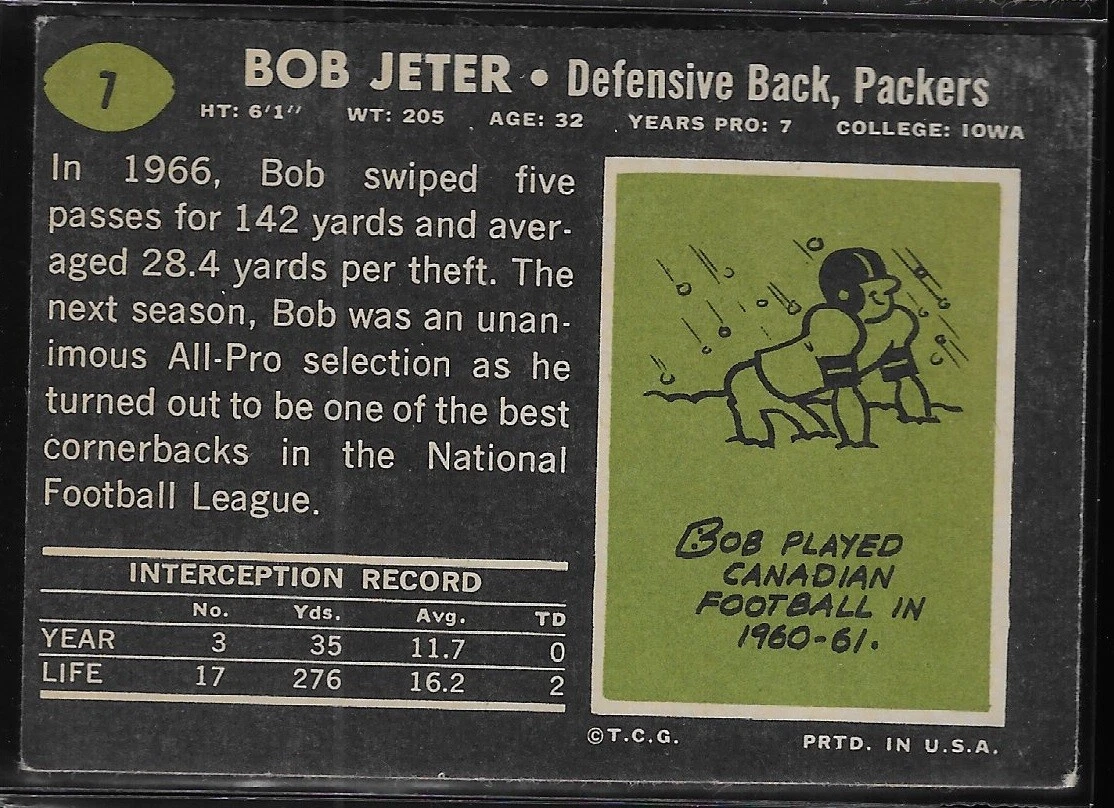 7
BOB JETER • Defensive Back, Packers
HT: 6'1" WT: 205 AGE: 32 YEARS PRO: 7 COLLEGE: IOWA
In 1966, Bob swiped five
passes for 142 yards and aver-
aged 28.4 yards per theft. The
next season, Bob was an unan-
imous All-Pro selection as he
turned out to be one of the best
cornerbacks in the National
Football League.
INTERCEPTION RECORD
No. Yds. Avg. TD
YEAR 3 35 11.7 0
LIFE 17 276 16.2 2
BOB PLAYED
CANADIAN
FOOTBALL IN
1960-61.
©T.C.G. PRTD. IN U.S.A.